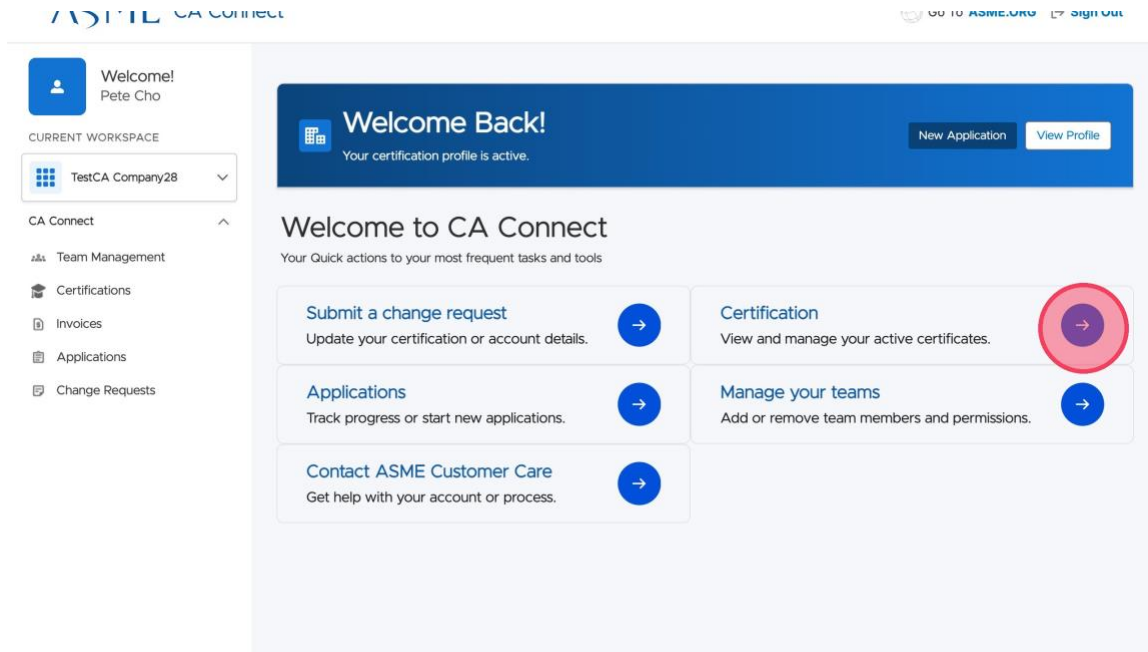 ASME CA Connect
Go To ASME.ORG Sign Out
Welcome!
Pete Cho
CURRENT WORKSPACE
TestCA Company28
CA Connect
Team Management
Certifications
Invoices
Applications
Change Requests
Welcome Back!
Your certification profile is active.
New Application
View Profile
Welcome to CA Connect
Your Quick actions to your most frequent tasks and tools
Submit a change request
Update your certification or account details.
Certification
View and manage your active certificates.
Applications
Track progress or start new applications.
Manage your teams
Add or remove team members and permissions.
Contact ASME Customer Care
Get help with your account or process.